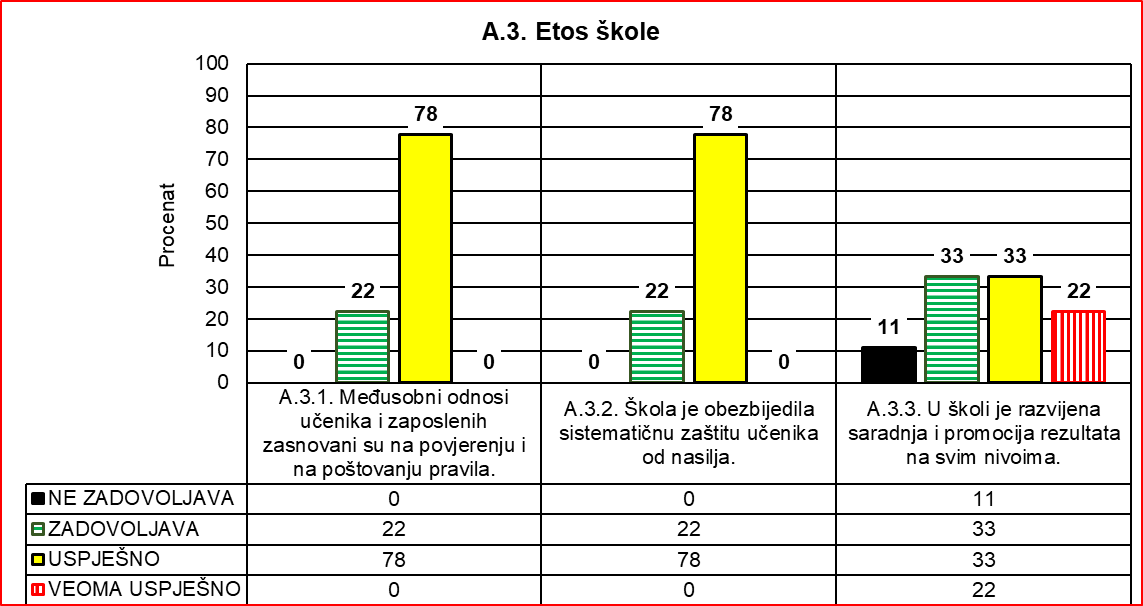 A.3. Etos škole
Procenat
100
90
80
70
60
50
40
30
20
10
0
0
22
78
0
0
22
78
0
11
33
33
22
A.3.1. Međusobni odnosi
učenika i zaposlenih
zasnovani su na povjerenju i
na poštovanju pravila.
A.3.2. Škola je obezbijedila
sistematičnu zaštitu učenika
od nasilja.
A.3.3. U školi je razvijena
saradnja i promocija rezultata
na svim nivoima.
NE ZADOVOLJAVA 0 0 11
ZADOVOLJAVA 22 22 33
USPJEŠNO 78 78 33
VEOMA USPJEŠNO 0 0 22